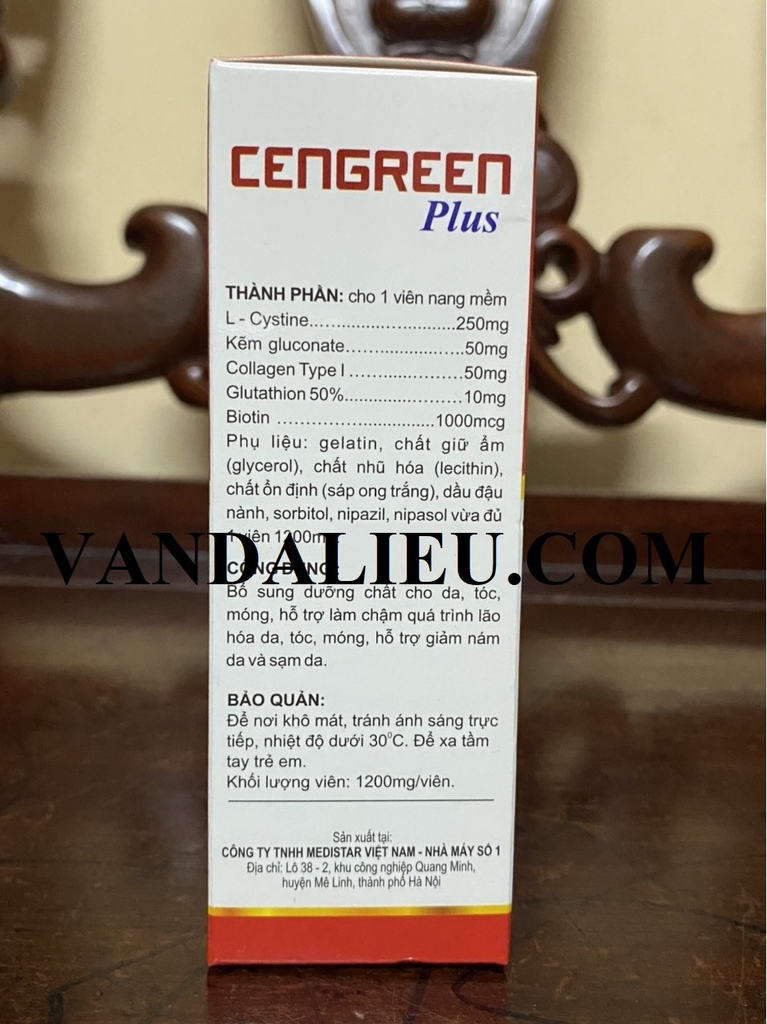 CENGREEN
Plus
THÀNH PHẦN: cho 1 viên nang mềm
L - Cystine..............................250mg
Kẽm gluconate........................50mg
Collagen Type I .......................50mg
Glutathion 50%........................10mg
Biotin ................................1000mcg
Phụ liệu: gelatin, chất giữ ẩm
(glycerol), chất nhũ hóa (lecithin),
chất ổn định (sáp ong trắng), dầu đậu
nành, sorbitol, nipazil, nipasol vừa đủ
1 viên 1200m
VANDALIEU.COM
CÔNG DỤNG:
Bổ sung dưỡng chất cho da, tóc,
móng, hỗ trợ làm chậm quá trình lão
hóa da, tóc, móng, hỗ trợ giảm nám
da và sạm da.
BẢO QUẢN:
Để nơi khô mát, tránh ánh sáng trực
tiếp, nhiệt độ dưới 30⁰C. Để xa tầm
tay trẻ em.
Khối lượng viên: 1200mg/viên.
Sản xuất tại:
CÔNG TY TNHH MEDISTAR VIỆT NAM - NHÀ MÁY SỐ 1
Địa chỉ: Lô 38 - 2, khu công nghiệp Quang Minh,
huyện Mê Linh, thành phố Hà Nội